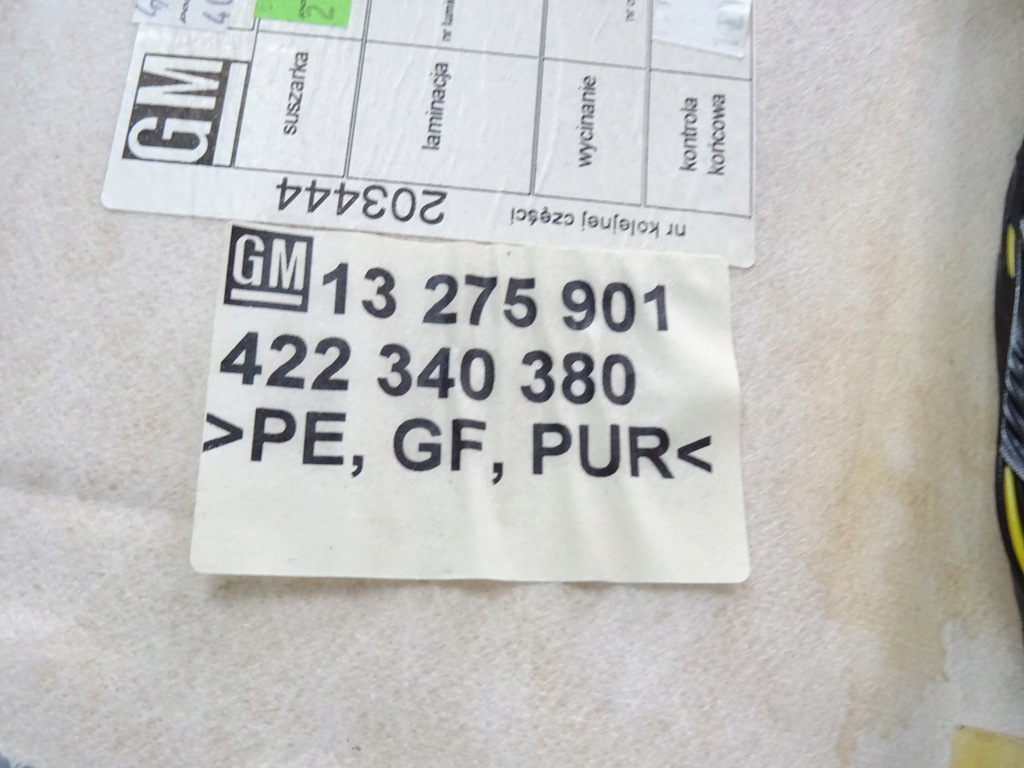 GM
suszarka
laminacja
wycinanie
kontrola
końcowa
203444
nr kolejnej części
GM 13 275 901
422 340 380
>PE, GF, PUR<